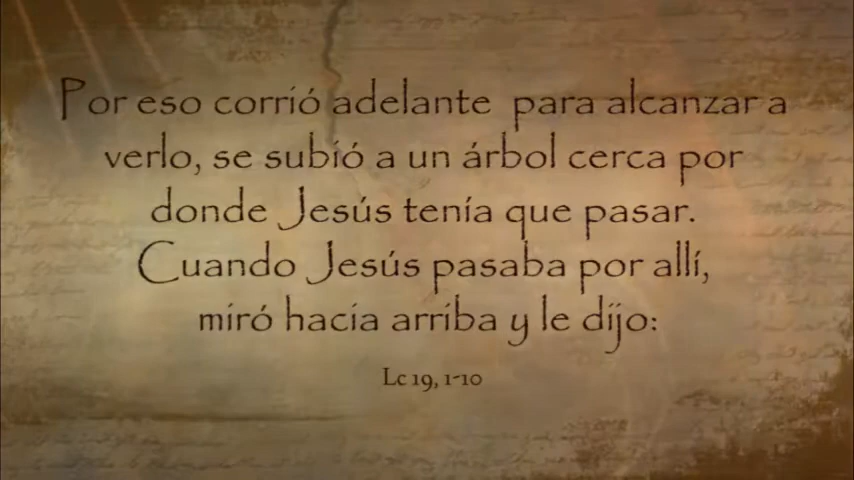 Por eso corrió adelante para alcanzar a
verlo, se subió a un árbol cerca por
donde Jesús tenía que pasar.
Cuando Jesús pasaba por allí,
miró hacia arriba y le dijo:
Lc 19, 1-10